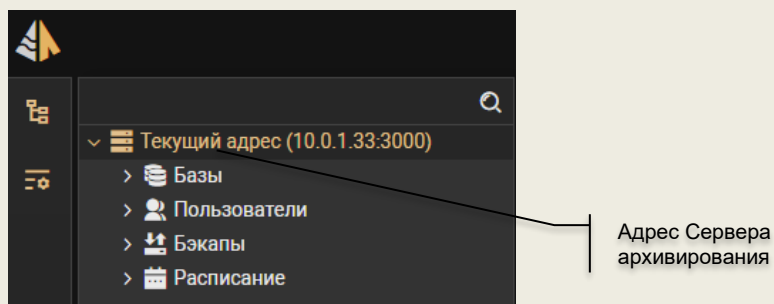 Текущий адрес (10.0.1.33:3000)
Базы
Пользователи
Бэкапы
Расписание
Адрес Сервера
архивирования